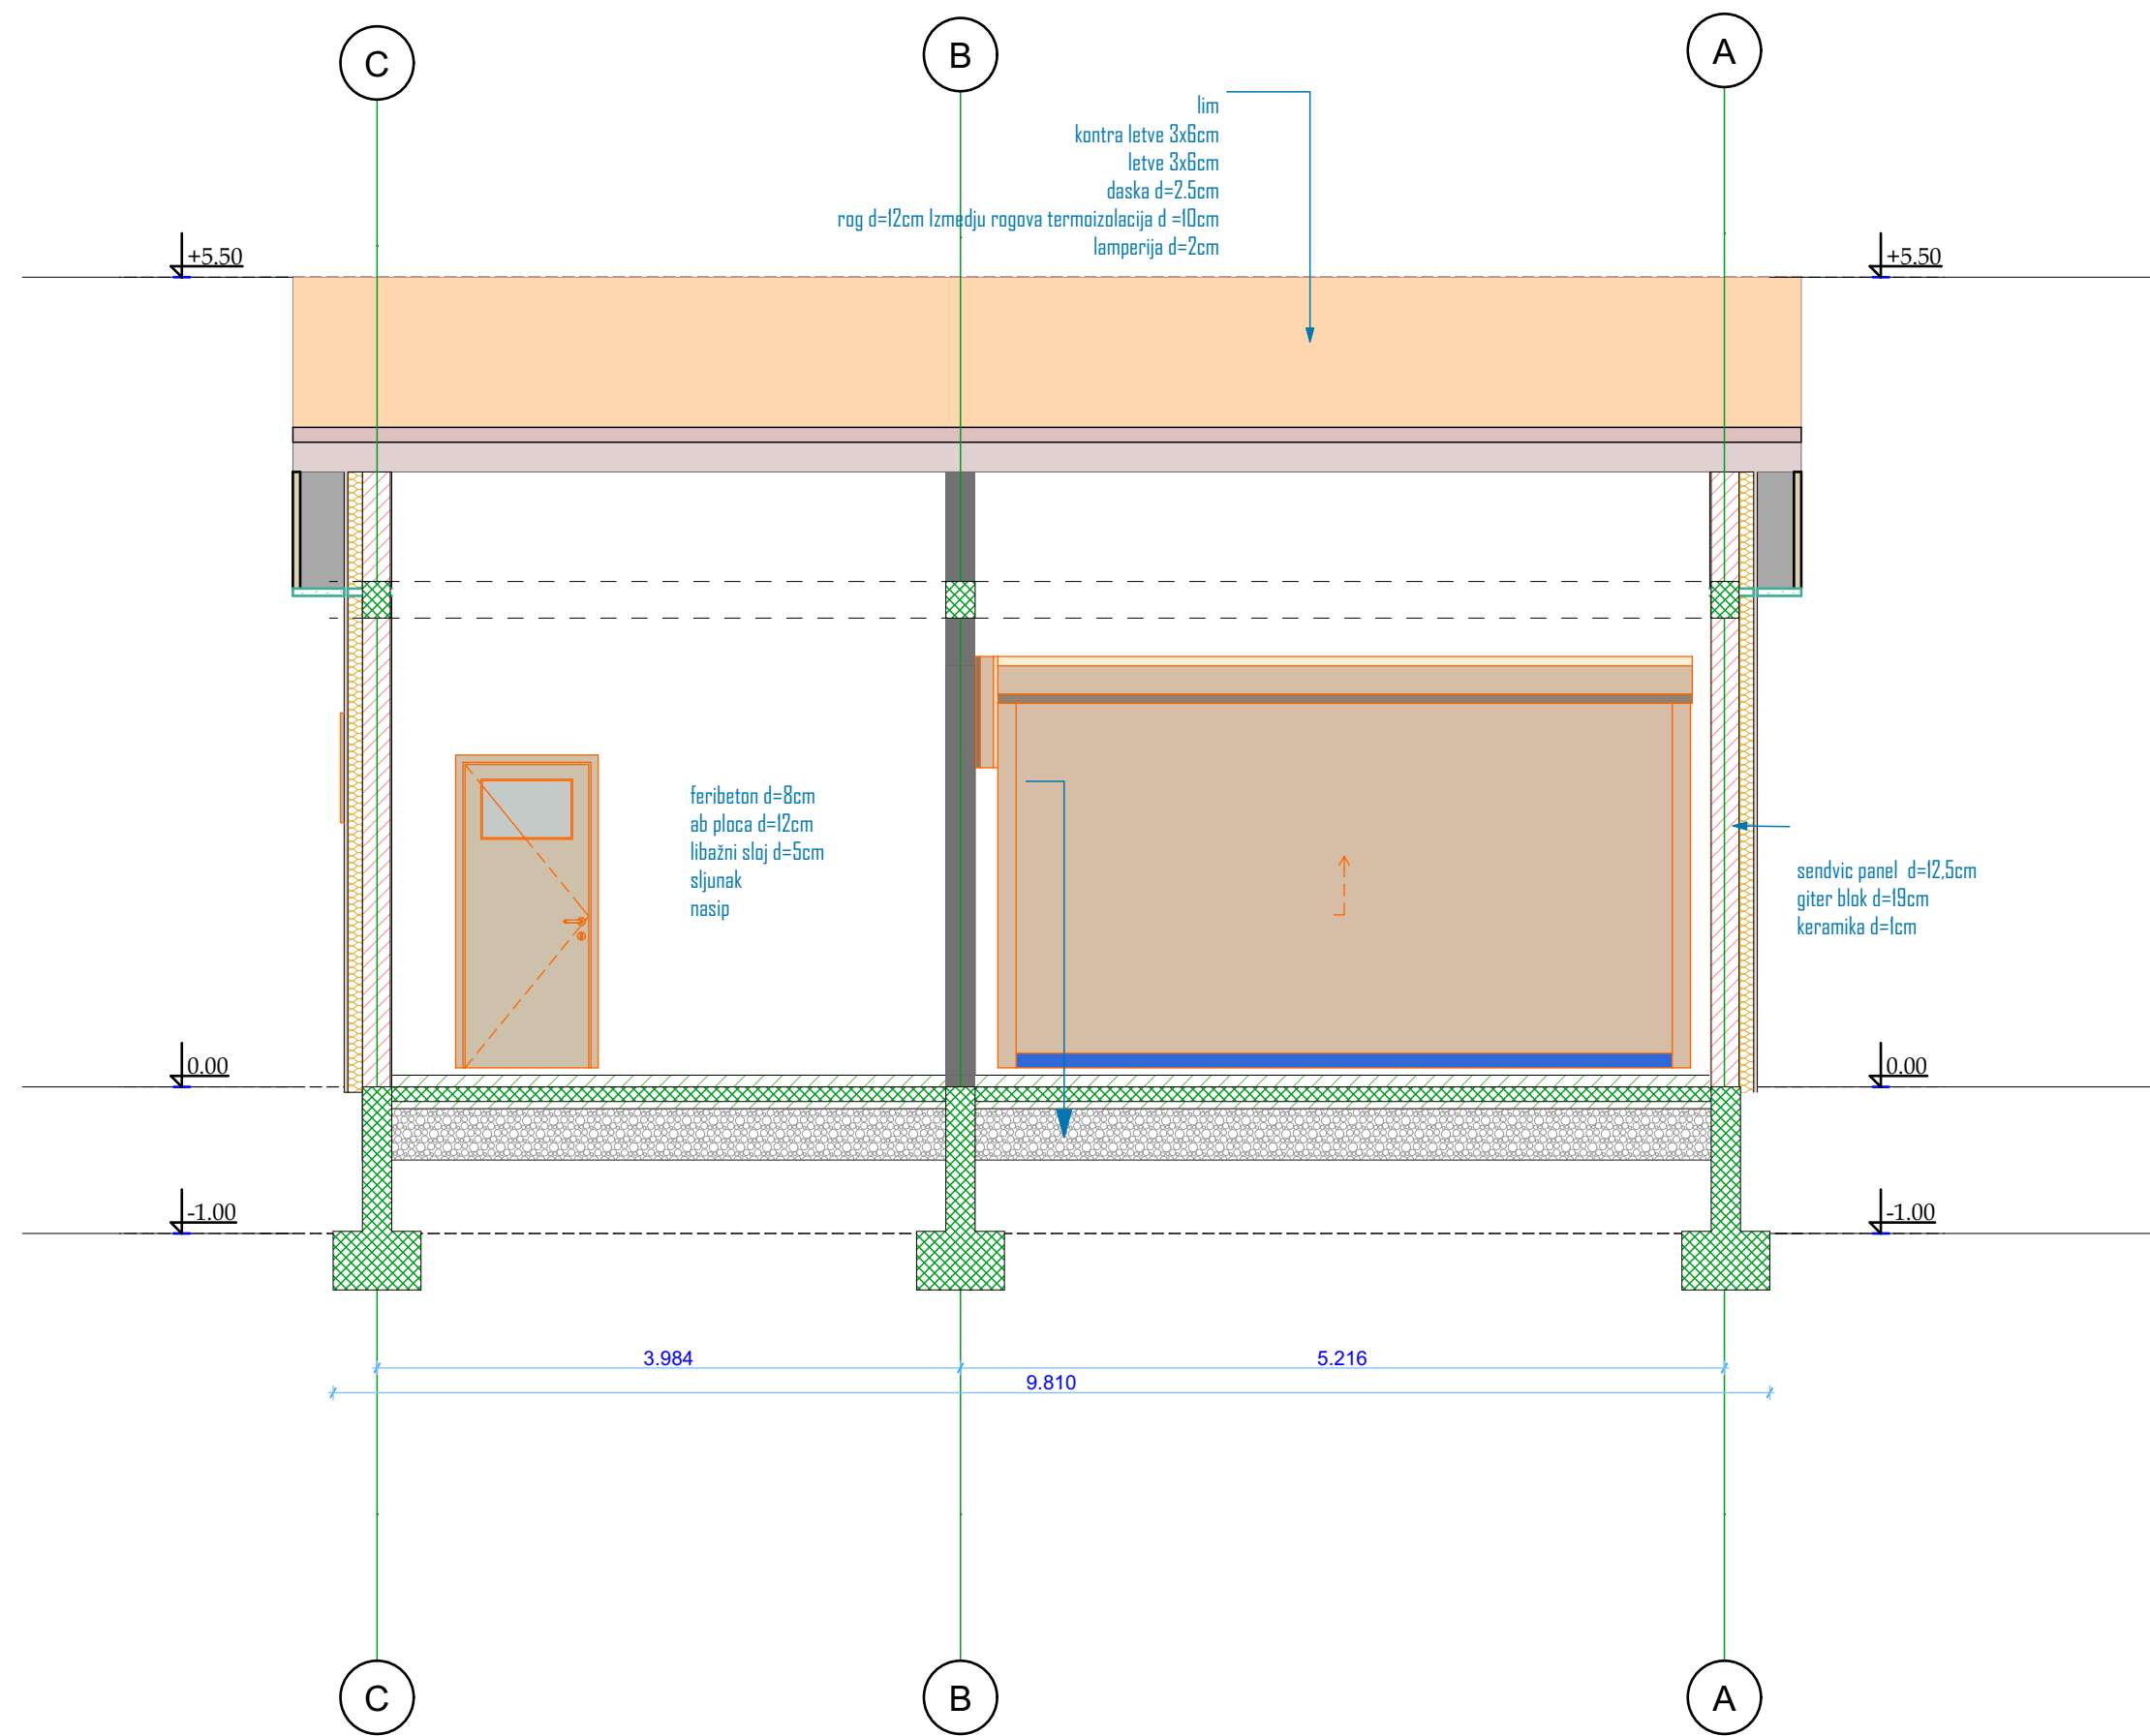 C
B
A
lim
kontra letve 3x6cm
letve 3x6cm
daska d=2.5cm
rog d=12cm Izmedju rogova termoizolacija d =10cm
lamperija d=2cm
+5.50
+5.50
feribeton d=8cm
ab ploca d=12cm
libažni sloj d=5cm
sljunak
nasip
sendvic panel d=12,5cm
giter blok d=19cm
keramika d=1cm
0.00
0.00
-1.00
-1.00
3.984
5.216
9.810
C
B
A